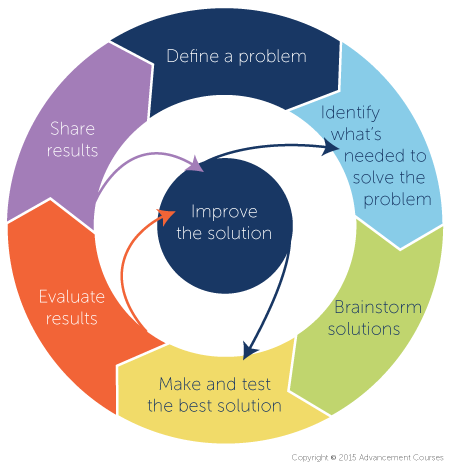 Define a problem
Identify
what's
needed to
solve the
problem
Brainstorm
solutions
Make and test
the best solution
Evaluate
results
Share
results
Improve
the solution
Copyright © 2015 Advancement Courses